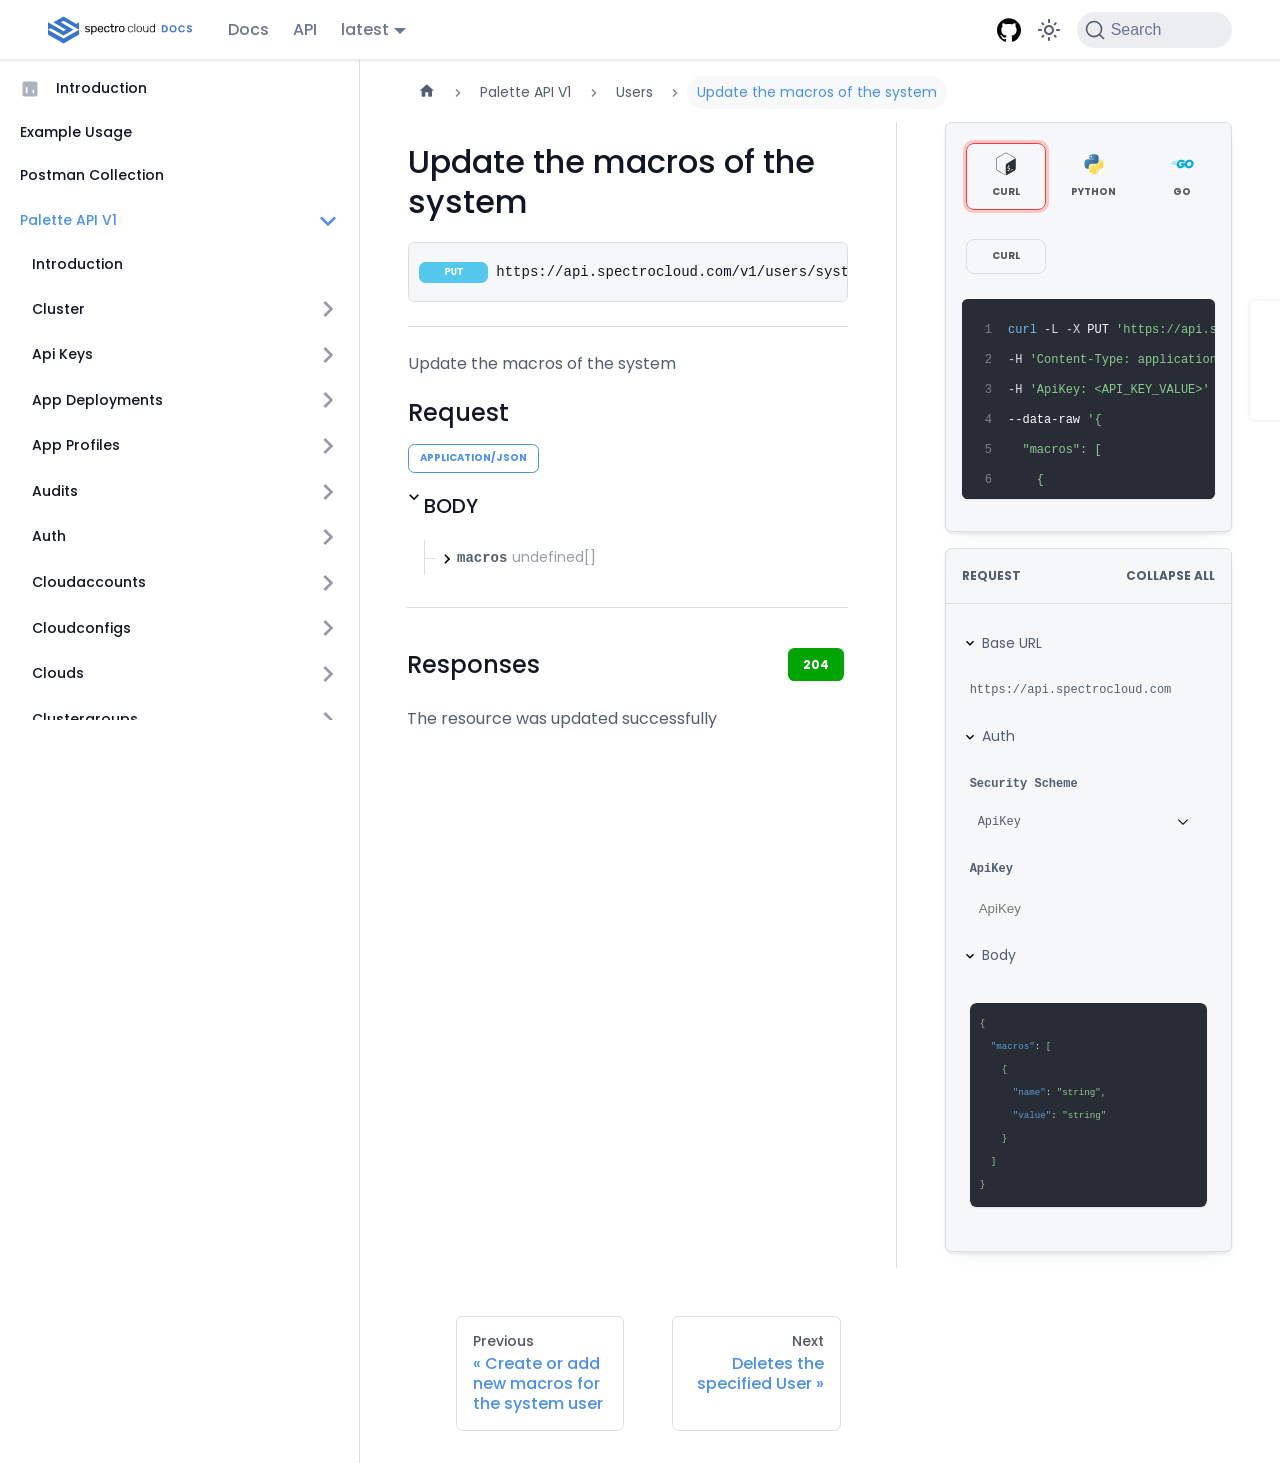 spectro cloud DOCS
Docs
API
latest
Search
Introduction
Example Usage
Postman Collection
Palette API V1
Introduction
Cluster
Api Keys
App Deployments
App Profiles
Audits
Auth
Cloudaccounts
Cloudconfigs
Clouds
Clustergroups
Palette API V1
Users
Update the macros of the system
Update the macros of the
system
PUT https://api.spectrocloud.com/v1/users/syst
Update the macros of the system
Request
APPLICATION/JSON
BODY
macros undefined[]
Responses
204
The resource was updated successfully
CURL
PYTHON
GO
CURL
1 curl -L -X PUT 'https://api.s
2 -H 'Content-Type: application
3 -H 'ApiKey: <API_KEY_VALUE>'
4 --data-raw '{
5 "macros": [
6 {
REQUEST
COLLAPSE ALL
Base URL
https://api.spectrocloud.com
Auth
Security Scheme
ApiKey
ApiKey
ApiKey
Body
{
"macros": [
{
"name": "string",
"value": "string"
}
]
}
Previous
« Create or add
new macros for
the system user
Next
Deletes the
specified User »